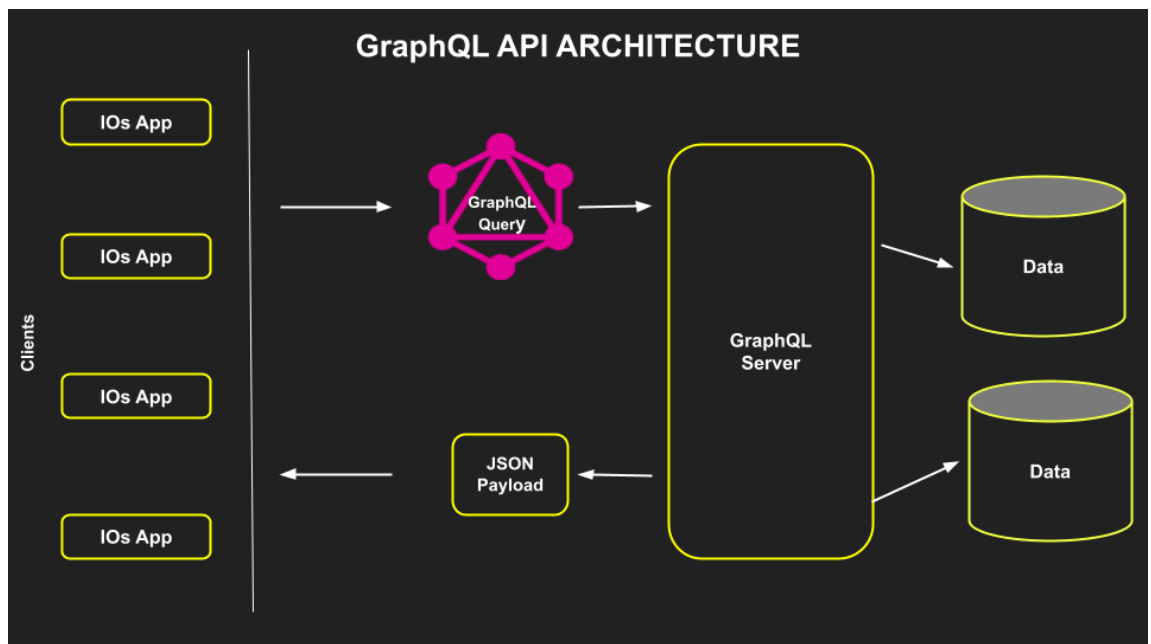 GraphQL API ARCHITECTURE
Clients
IOs App
IOs App
IOs App
IOs App
GraphQL
Query
GraphQL
Server
JSON
Payload
Data
Data